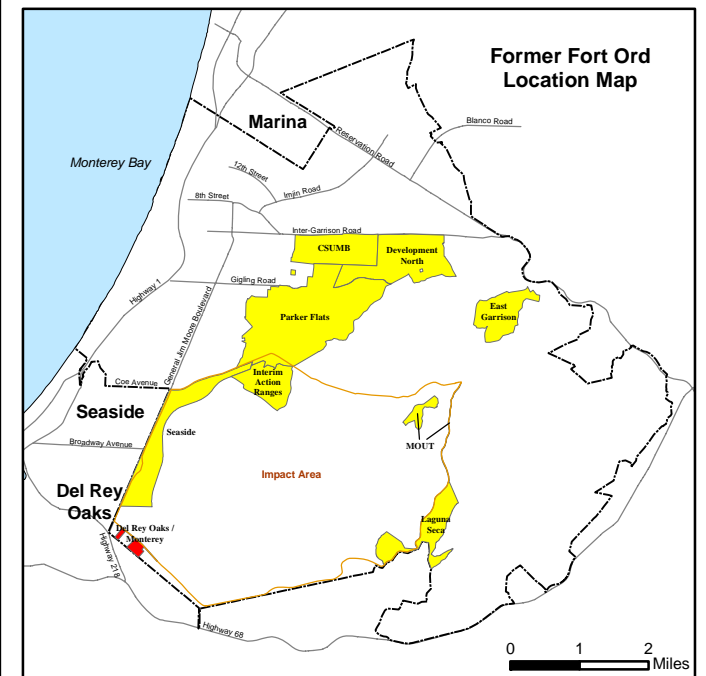 Former Fort Ord
Location Map
Marina
Blanco Road
Reservation Road
Monterey Bay
12th Street
Imjin Road
8th Street
Inter-Garrison Road
CSUMB
Development
North
Gigling Road
Highway 1
General Jim Moore Boulevard
East
Garrison
Parker Flats
Interim
Action
Ranges
Coe Avenue
Seaside
Seaside
Broadway Avenue
MOUT
Impact Area
Del Rey
Oaks
Del Rey Oaks /
Monterey
Laguna
Seca
Highway 218
Highway 68
0 1 2
Miles